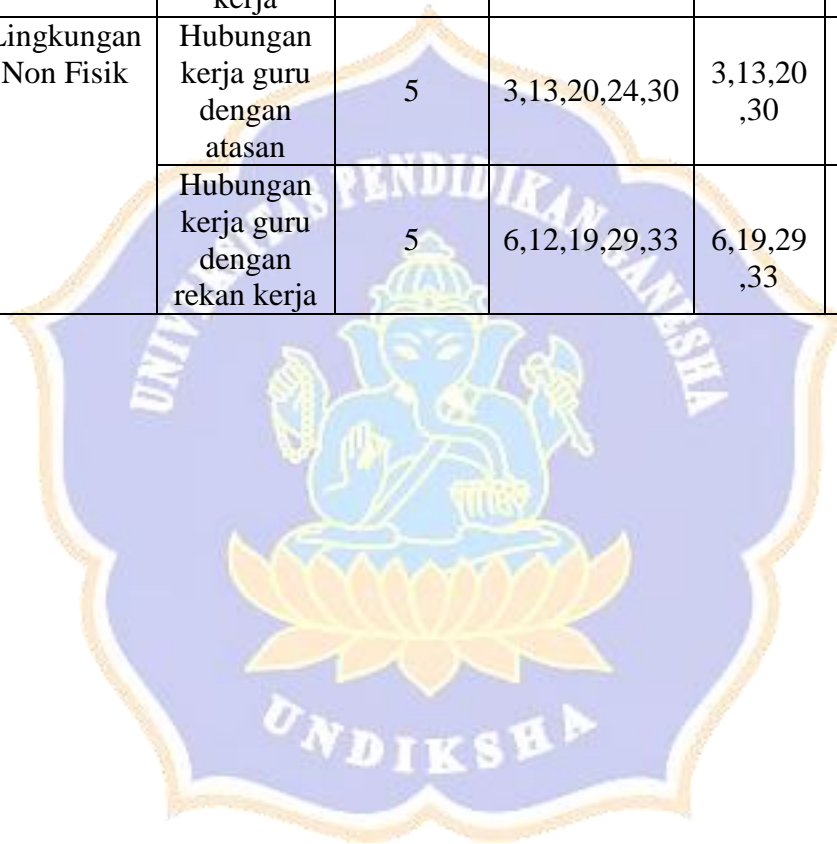 kerja
Lingkungan
Non Fisik
Hubungan
kerja guru
dengan
atasan
5
3,13,20,24,30
3,13,20
,30
Hubungan
kerja guru
dengan
rekan kerja
5
6,12,19,29,33
6,19,29
,33
UNIVERSITAS PENDIDIKAN GANESHA
UNDIKSHA